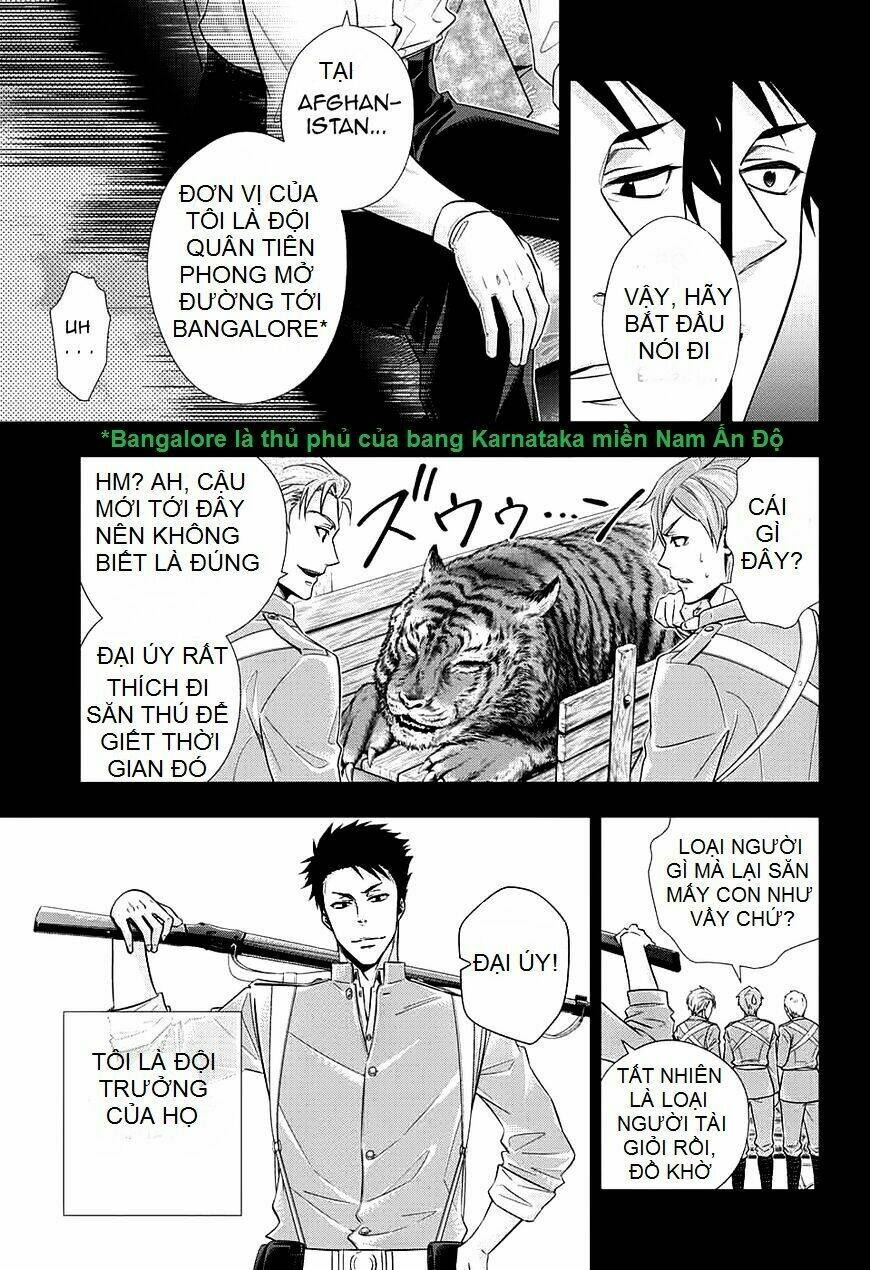 VẬY, HÃY
BẮT ĐẦU
NÓI ĐI
TẠI
AFGHAN-
ISTAN...
ĐƠN VỊ CỦA
TÔI LÀ ĐỘI
QUÂN TIÊN
PHONG MỞ
ĐƯỜNG TỚI
BANGALORE*
UH
...
*Bangalore là thủ phủ của bang Karnataka miền Nam Ấn Độ
CÁI
GÌ
ĐÂY?
ズウゥ…ン
HM? AH, CẬU
MỚI TỚI ĐÂY
NÊN KHÔNG
BIẾT LÀ ĐÚNG
ĐẠI ÚY RẤT
THÍCH ĐI
SĂN THÚ ĐỂ
GIẾT THỜI
GIAN ĐÓ
LOẠI NGƯỜI
GÌ MÀ LẠI SĂN
MẤY CON NHƯ
VẦY CHỨ?
TẤT NHIÊN
LÀ LOẠI
NGƯỜI TÀI
GIỎI RỒI,
ĐỒ KHỜ
ĐẠI ÚY!
TÔI LÀ ĐỘI
TRƯỞNG
CỦA HỌ